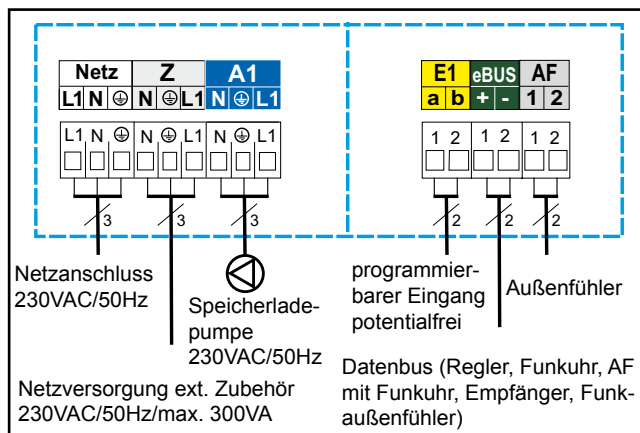 Netz Z A1
L1 N N L1 N L1
L1 N N L1 N L1
3 3 3
Netzanschluss
230VAC/50Hz
Speicherlade-
pumpe
230VAC/50Hz
Netzversorgung ext. Zubehör
230VAC/50Hz/max. 300VA
E1 eBUS AF
a b + - 1 2
1 2 1 2 1 2
2 2 2
programmier-
barer Eingang
potentialfrei
Außenfühler
Datenbus (Regler, Funkuhr, AF
mit Funkuhr, Empfänger, Funk-
außenfühler)